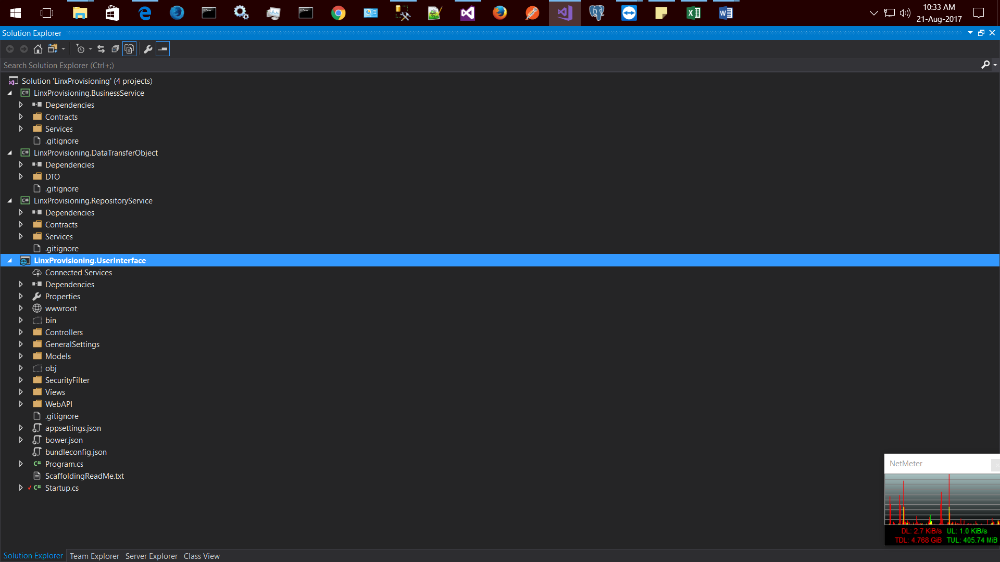 10:33 AM
21-Aug-2017
Solution Explorer
Search Solution Explorer (Ctrl+;)
Solution 'LinxProvisioning' (4 projects)
C# LinxProvisioning.BusinessService
Dependencies
Contracts
Services
.gitignore
C# LinxProvisioning.DataTransferObject
Dependencies
DTO
.gitignore
C# LinxProvisioning.RepositoryService
Dependencies
Contracts
Services
.gitignore
LinxProvisioning.UserInterface
Connected Services
Dependencies
Properties
wwwroot
bin
Controllers
GeneralSettings
Models
obj
SecurityFilter
Views
WebAPI
.gitignore
appsettings.json
bower.json
bundleconfig.json
C# Program.cs
ScaffoldingReadMe.txt
C# Startup.cs
NetMeter
DL: 2.7 KiB/s UL: 1.0 KiB/s
TDL: 4.768 GiB TUL: 405.74 MiB
Solution Explorer Team Explorer Server Explorer Class View